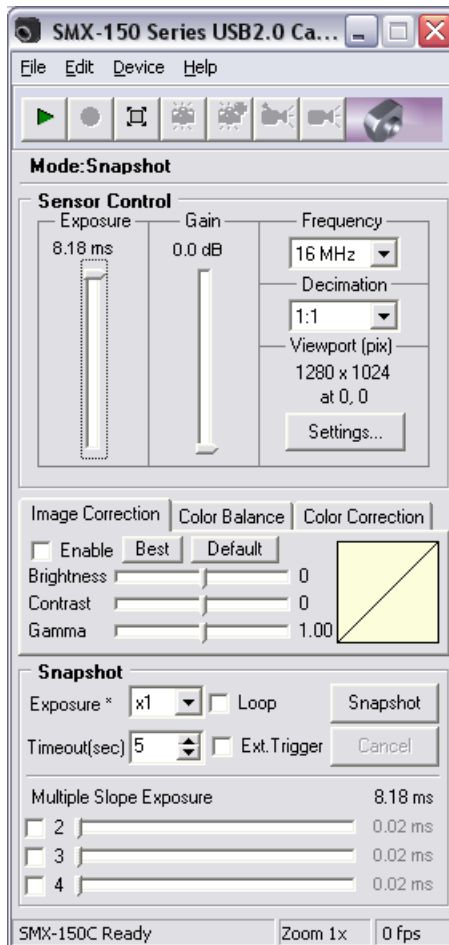 SMX-150 Series USB2.0 Ca...
File Edit Device Help
Mode:Snapshot
Sensor Control
Exposure Gain Frequency
8.18 ms 0.0 dB 16 MHz
Decimation
1:1
Viewport (pix)
1280 x 1024
at 0, 0
Settings...
Image Correction Color Balance Color Correction
Enable Best Default
Brightness 0
Contrast 0
Gamma 1.00
Snapshot
Exposure * x1 Loop Snapshot
Timeout(sec) 5 Ext.Trigger Cancel
Multiple Slope Exposure 8.18 ms
2 0.02 ms
3 0.02 ms
4 0.02 ms
SMX-150C Ready Zoom 1x 0 fps